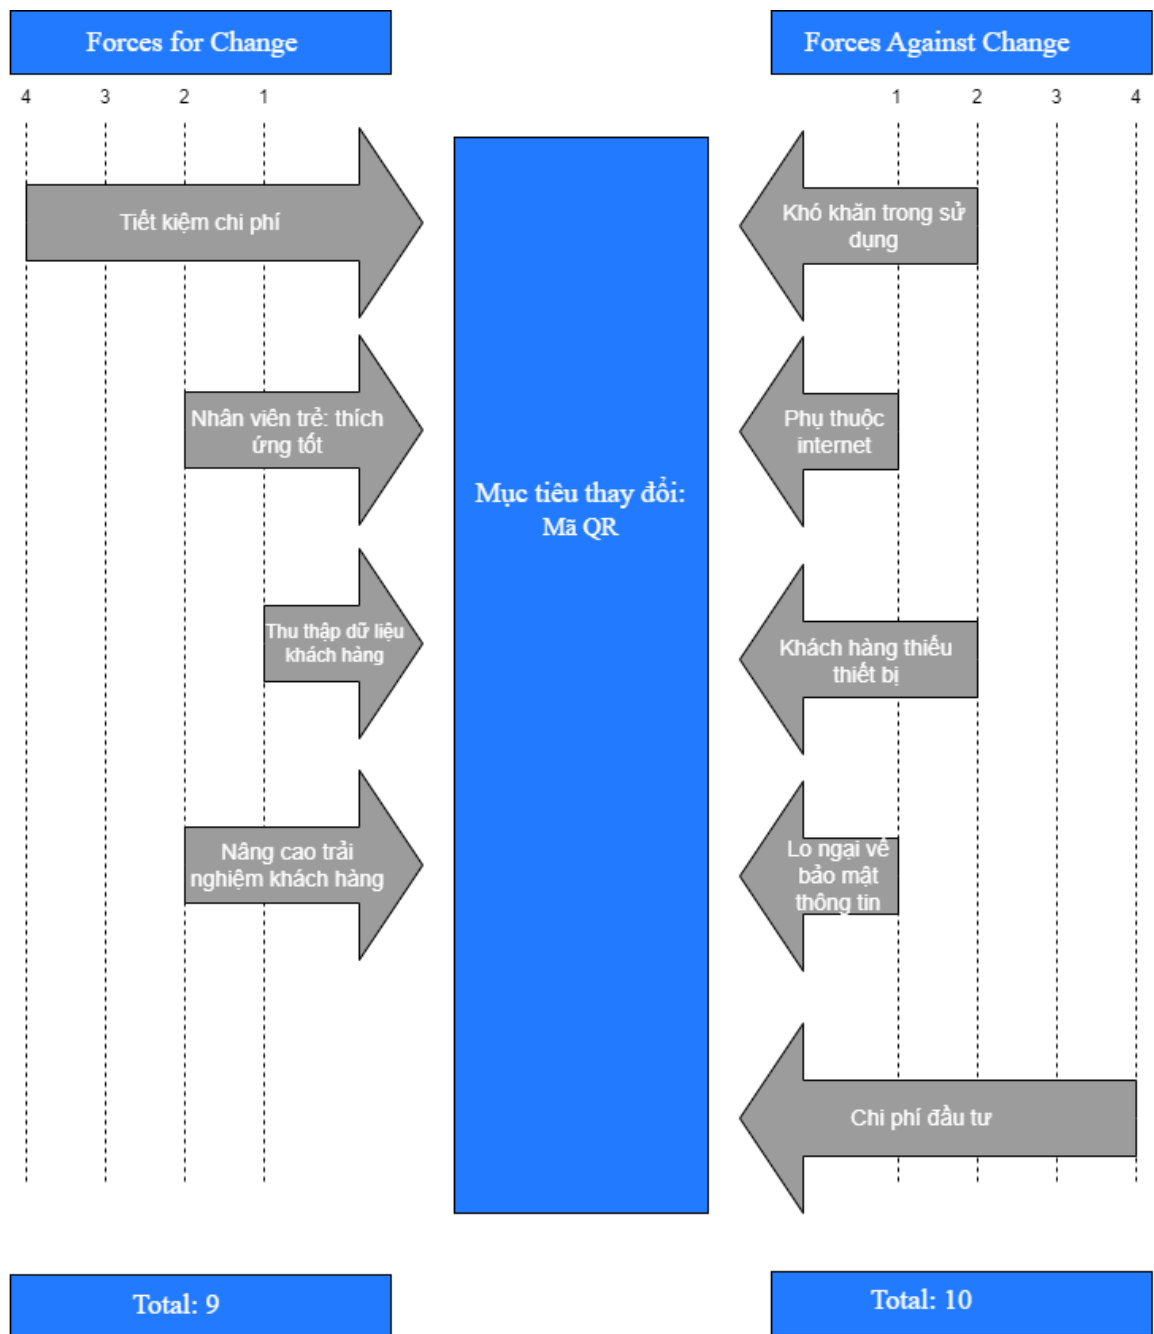 Forces for Change
Forces Against Change
4 3 2 1
1 2 3 4
Tiết kiệm chi phí
Nhân viên trẻ: thích
ứng tốt
Thu thập dữ liệu
khách hàng
Nâng cao trải
nghiệm khách hàng
Mục tiêu thay đổi:
Mã QR
Khó khăn trong sử
dụng
Phụ thuộc
internet
Khách hàng thiếu
thiết bị
Lo ngại về
bảo mật
thông tin
Chi phí đầu tư
Total: 9
Total: 10